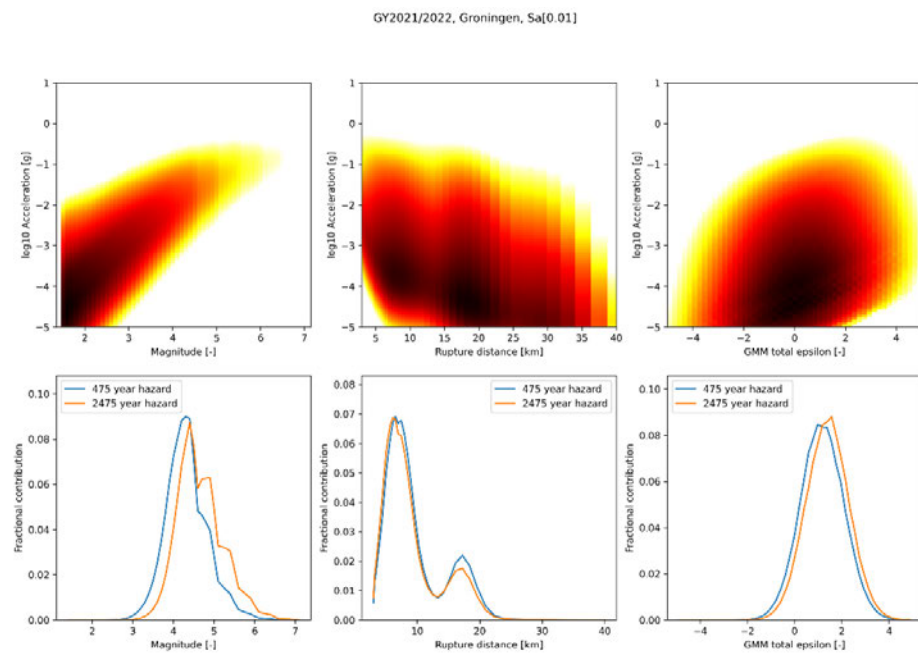 GY2021/2022, Groningen, Sa[0.01]
1
0
−1
−2
−3
−4
−5
log10 Acceleration [g]
2 3 4 5 6 7
Magnitude [-]
1
0
−1
−2
−3
−4
−5
log10 Acceleration [g]
5 10 15 20 25 30 35 40
Rupture distance [km]
1
0
−1
−2
−3
−4
−5
log10 Acceleration [g]
−4 −2 0 2 4
GMM total epsilon [-]
0.10
0.08
0.06
0.04
0.02
0.00
Fractional contribution
475 year hazard
2475 year hazard
2 3 4 5 6 7
Magnitude [-]
0.08
0.07
0.06
0.05
0.04
0.03
0.02
0.01
0.00
Fractional contribution
475 year hazard
2475 year hazard
10 20 30 40
Rupture distance [km]
0.10
0.08
0.06
0.04
0.02
0.00
Fractional contribution
475 year hazard
2475 year hazard
−4 −2 0 2 4
GMM total epsilon [-]